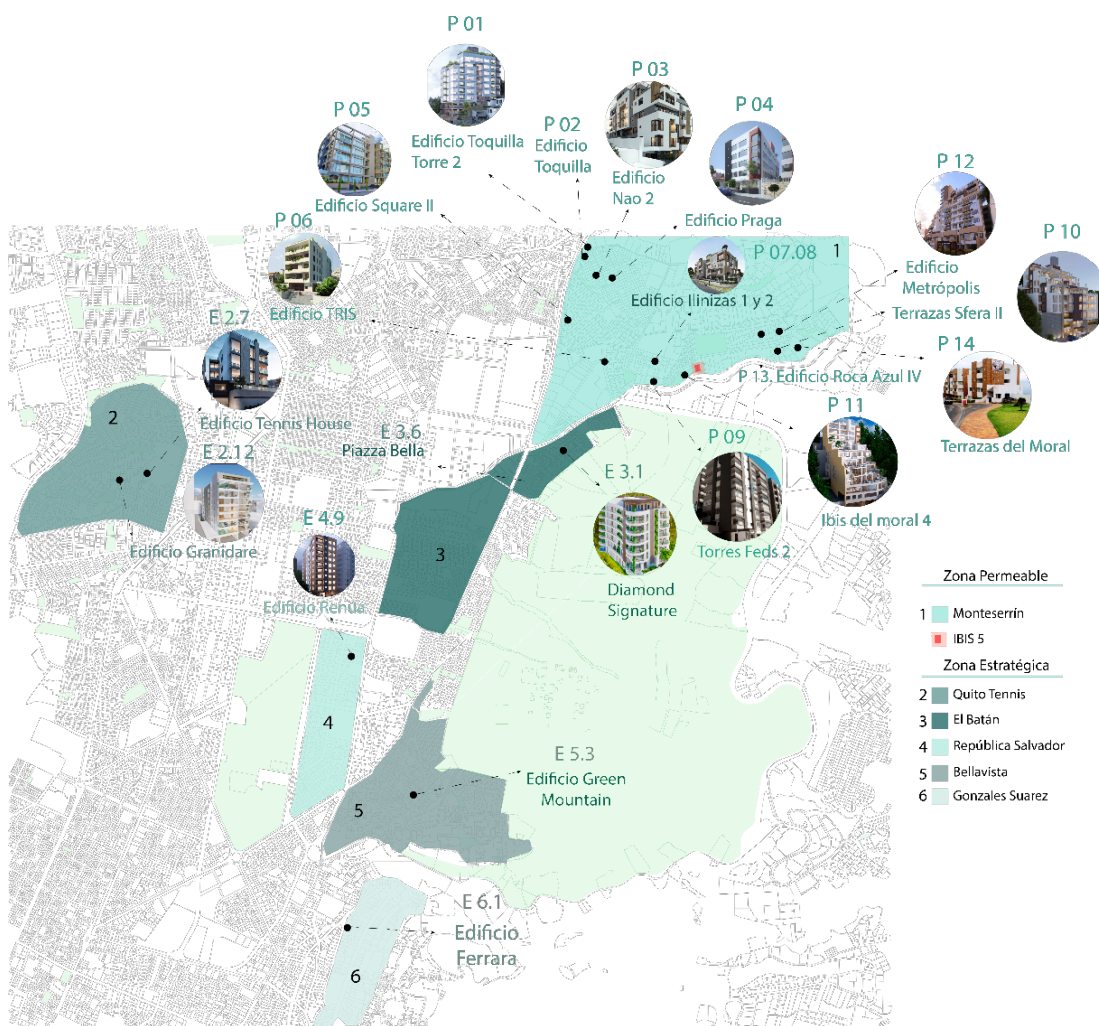 P 01
Edificio Toquilla
Torre 2
P 05
Edificio Square II
P 02
Edificio
Toquilla
P 03
Edificio
Nao 2
P 04
Edificio Praga
P 12
Edificio
Metrópolis
P 10
Terrazas Sfera II
P 06
Edificio TRIS
P 07.08
Edificio Ilinizas 1 y 2
1
E 2.7
Edificio Tennis House
2
P 13, Edificio Roca Azul IV
P 14
Terrazas del Moral
E 3.6
Piazza Bella
P 09
Torres Feds 2
P 11
Ibis del moral 4
E 2.12
Edificio Granidare
E 3.1
Diamond
Signature
E 4.9
Edificio Renua
3
4
E 5.3
Edificio Green
Mountain
5
E 6.1
Edificio
Ferrara
6
Zona Permeable
1 Monteserrín
IBIS 5
Zona Estratégica
2 Quito Tennis
3 El Batán
4 República Salvador
5 Bellavista
6 Gonzales Suarez